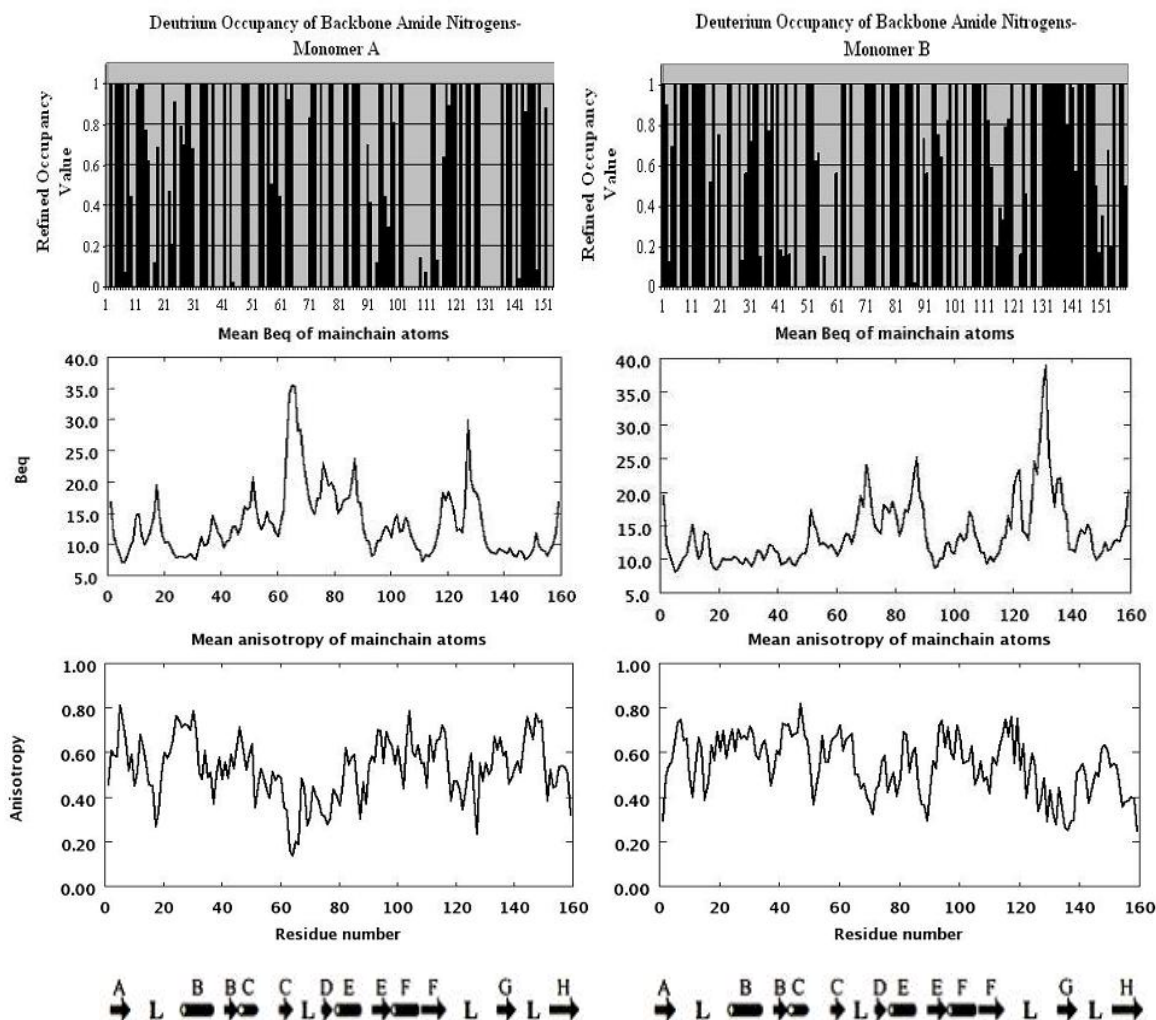 Deutrium Occupancy of Backbone Amide Nitrogens-
Monomer A
Refined Occupancy
Value
1
0.8
0.6
0.4
0.2
0
1 11 21 31 41 51 61 71 81 91 101 111 121 131 141 151
Deuterium Occupancy of Backbone Amide Nitrogens-
Monomer B
Refined Occupancy
Value
1
0.8
0.6
0.4
0.2
0
1 11 21 31 41 51 61 71 81 91 101 111 121 131 141 151
Mean Beq of mainchain atoms
Beq
40.0
35.0
30.0
25.0
20.0
15.0
10.0
5.0
0 20 40 60 80 100 120 140 160
Mean Beq of mainchain atoms
40.0
35.0
30.0
25.0
20.0
15.0
10.0
5.0
0 20 40 60 80 100 120 140 160
Mean anisotropy of mainchain atoms
Anisotropy
1.00
0.80
0.60
0.40
0.20
0.00
0 20 40 60 80 100 120 140 160
Residue number
Mean anisotropy of mainchain atoms
1.00
0.80
0.60
0.40
0.20
0.00
0 20 40 60 80 100 120 140 160
Residue number
A B B C C D E E F F G H
L L L L
A B B C C D E E F F G H
L L L L